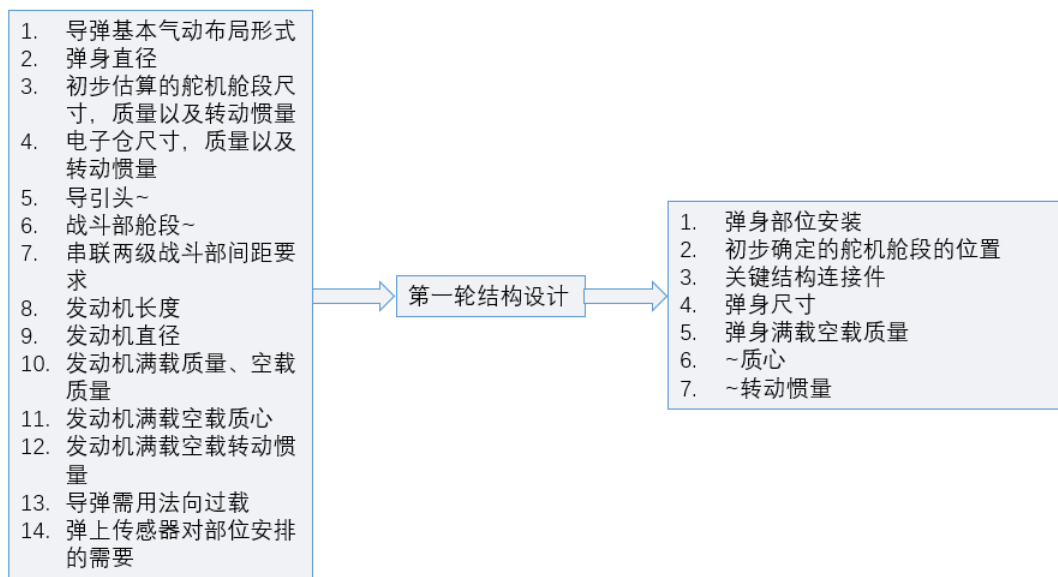 1. 导弹基本气动布局形式
2. 弹身直径
3. 初步估算的舵机舱段尺
寸，质量以及转动惯量
4. 电子仓尺寸，质量以及
转动惯量
5. 导引头~
6. 战斗部舱段~
7. 串联两级战斗部间距要
求
8. 发动机长度
9. 发动机直径
10. 发动机满载质量、空载
质量
11. 发动机满载空载质心
12. 发动机满载空载转动惯
量
13. 导弹需用法向过载
14. 弹上传感器对部位安排
的需要
第一轮结构设计
1. 弹身部位安装
2. 初步确定的舵机舱段的位置
3. 关键结构连接件
4. 弹身尺寸
5. 弹身满载空载质量
6. ~质心
7. ~转动惯量